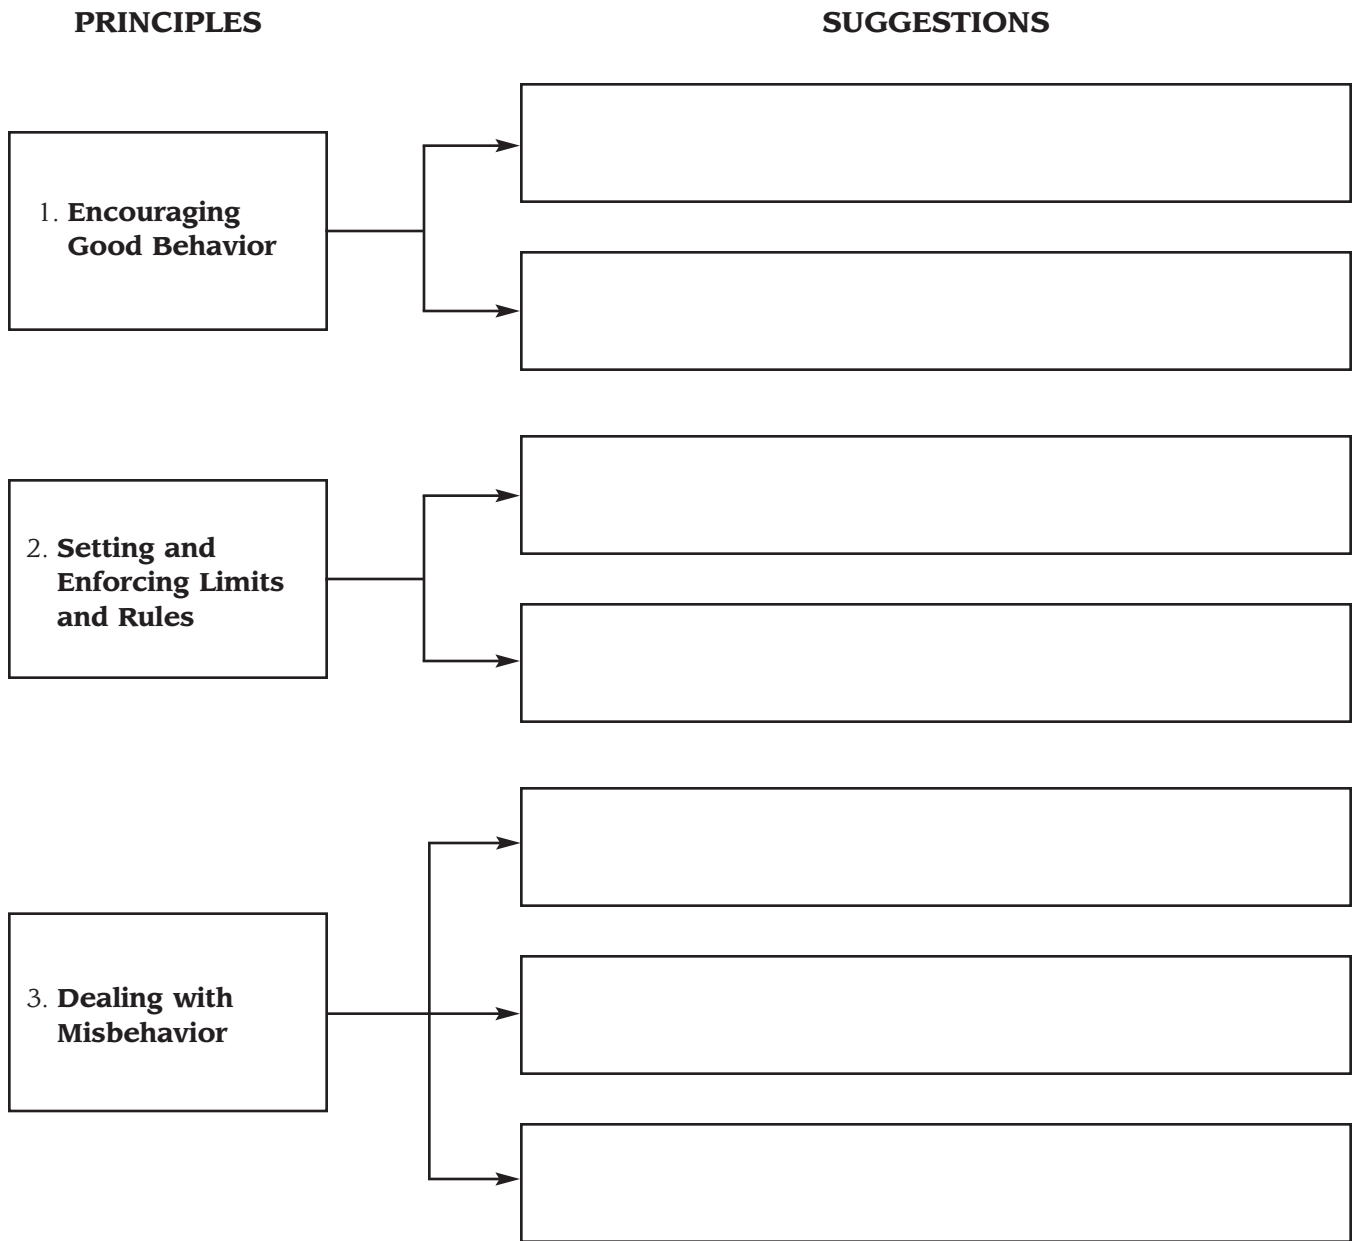 PRINCIPLES
SUGGESTIONS
1. Encouraging
Good Behavior
2. Setting and
Enforcing Limits
and Rules
3. Dealing with
Misbehavior